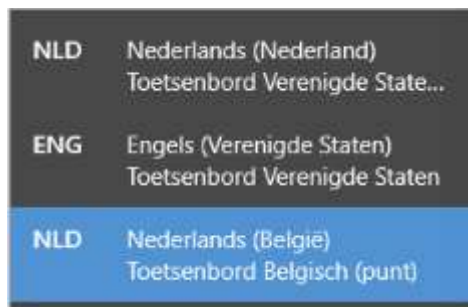 NLD Nederlands (Nederland)
Toetsenbord Verenigde State...
ENG Engels (Verenigde Staten)
Toetsenbord Verenigde Staten
NLD Nederlands (België)
Toetsenbord Belgisch (punt)